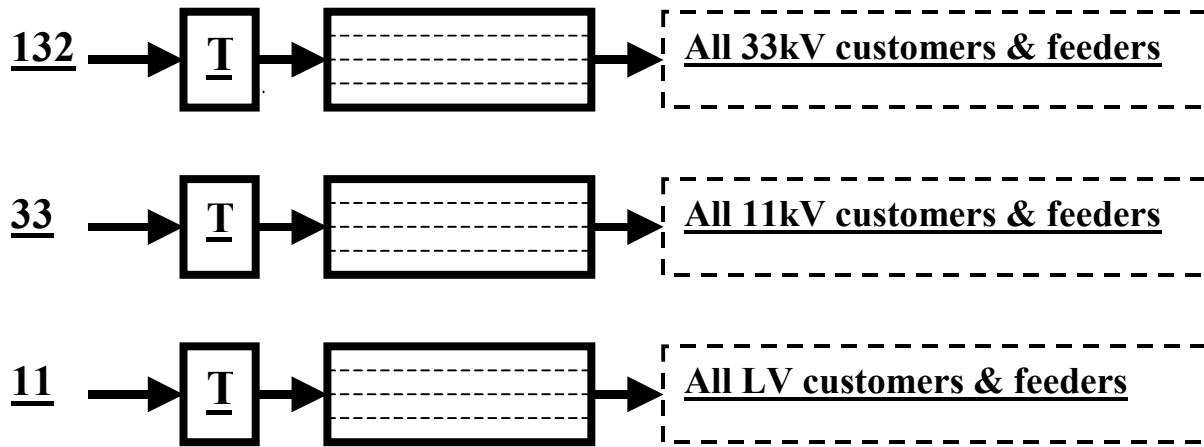 132 T All 33kV customers & feeders
33 T All 11kV customers & feeders
11 T All LV customers & feeders